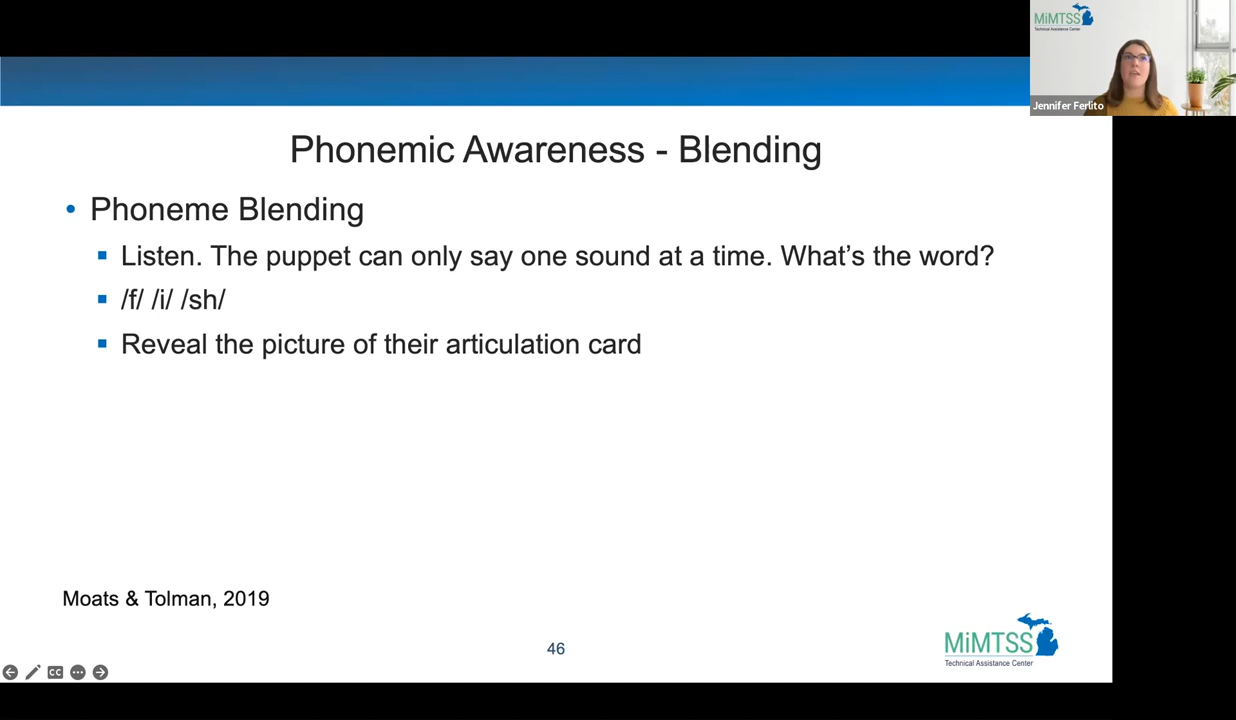 MiMTSS
Technical Assistance Center
Jennifer Ferlito
Phonemic Awareness - Blending
• Phoneme Blending
▪ Listen. The puppet can only say one sound at a time. What’s the word?
▪ /f/ /i/ /sh/
▪ Reveal the picture of their articulation card
Moats & Tolman, 2019
46
MiMTSS
Technical Assistance Center
CC